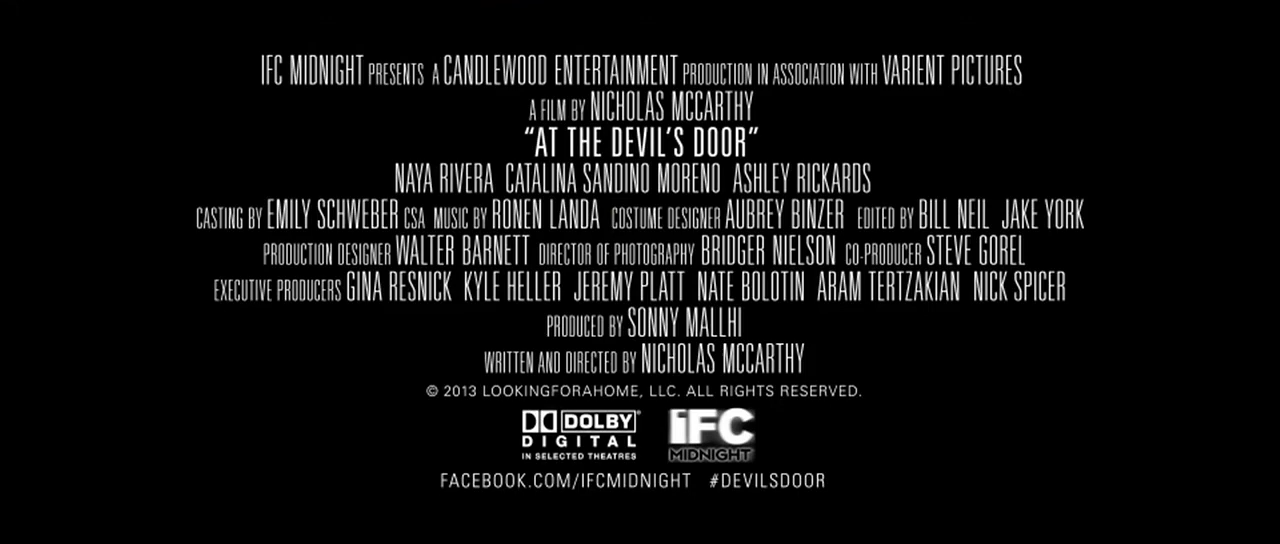 IFC MIDNIGHT PRESENTS A CANDLEWOOD ENTERTAINMENT PRODUCTION IN ASSOCIATION WITH VARIENT PICTURES
A FILM BY NICHOLAS MCCARTHY
“AT THE DEVIL’S DOOR”
NAYA RIVERA CATALINA SANDINO MORENO ASHLEY RICKARDS
CASTING BY EMILY SCHWEBER CSA MUSIC BY RONEN LANDA COSTUME DESIGNER AUBREY BINZER EDITED BY BILL NEIL JAKE YORK
PRODUCTION DESIGNER WALTER BARNETT DIRECTOR OF PHOTOGRAPHY BRIDGER NIELSON CO-PRODUCER STEVE GOREL
EXECUTIVE PRODUCERS GINA RESNICK KYLE HELLER JEREMY PLATT NATE BOLOTIN ARAM TERTZAKIAN NICK SPICER
PRODUCED BY SONNY MALLHI
WRITTEN AND DIRECTED BY NICHOLAS MCCARTHY
© 2013 LOOKINGFORAHOME, LLC. ALL RIGHTS RESERVED.
DOLBY
DIGITAL
IN SELECTED THEATRES
IFC
MIDNIGHT
FACEBOOK.COM/IFCMIDNIGHT #DEVILSDOOR